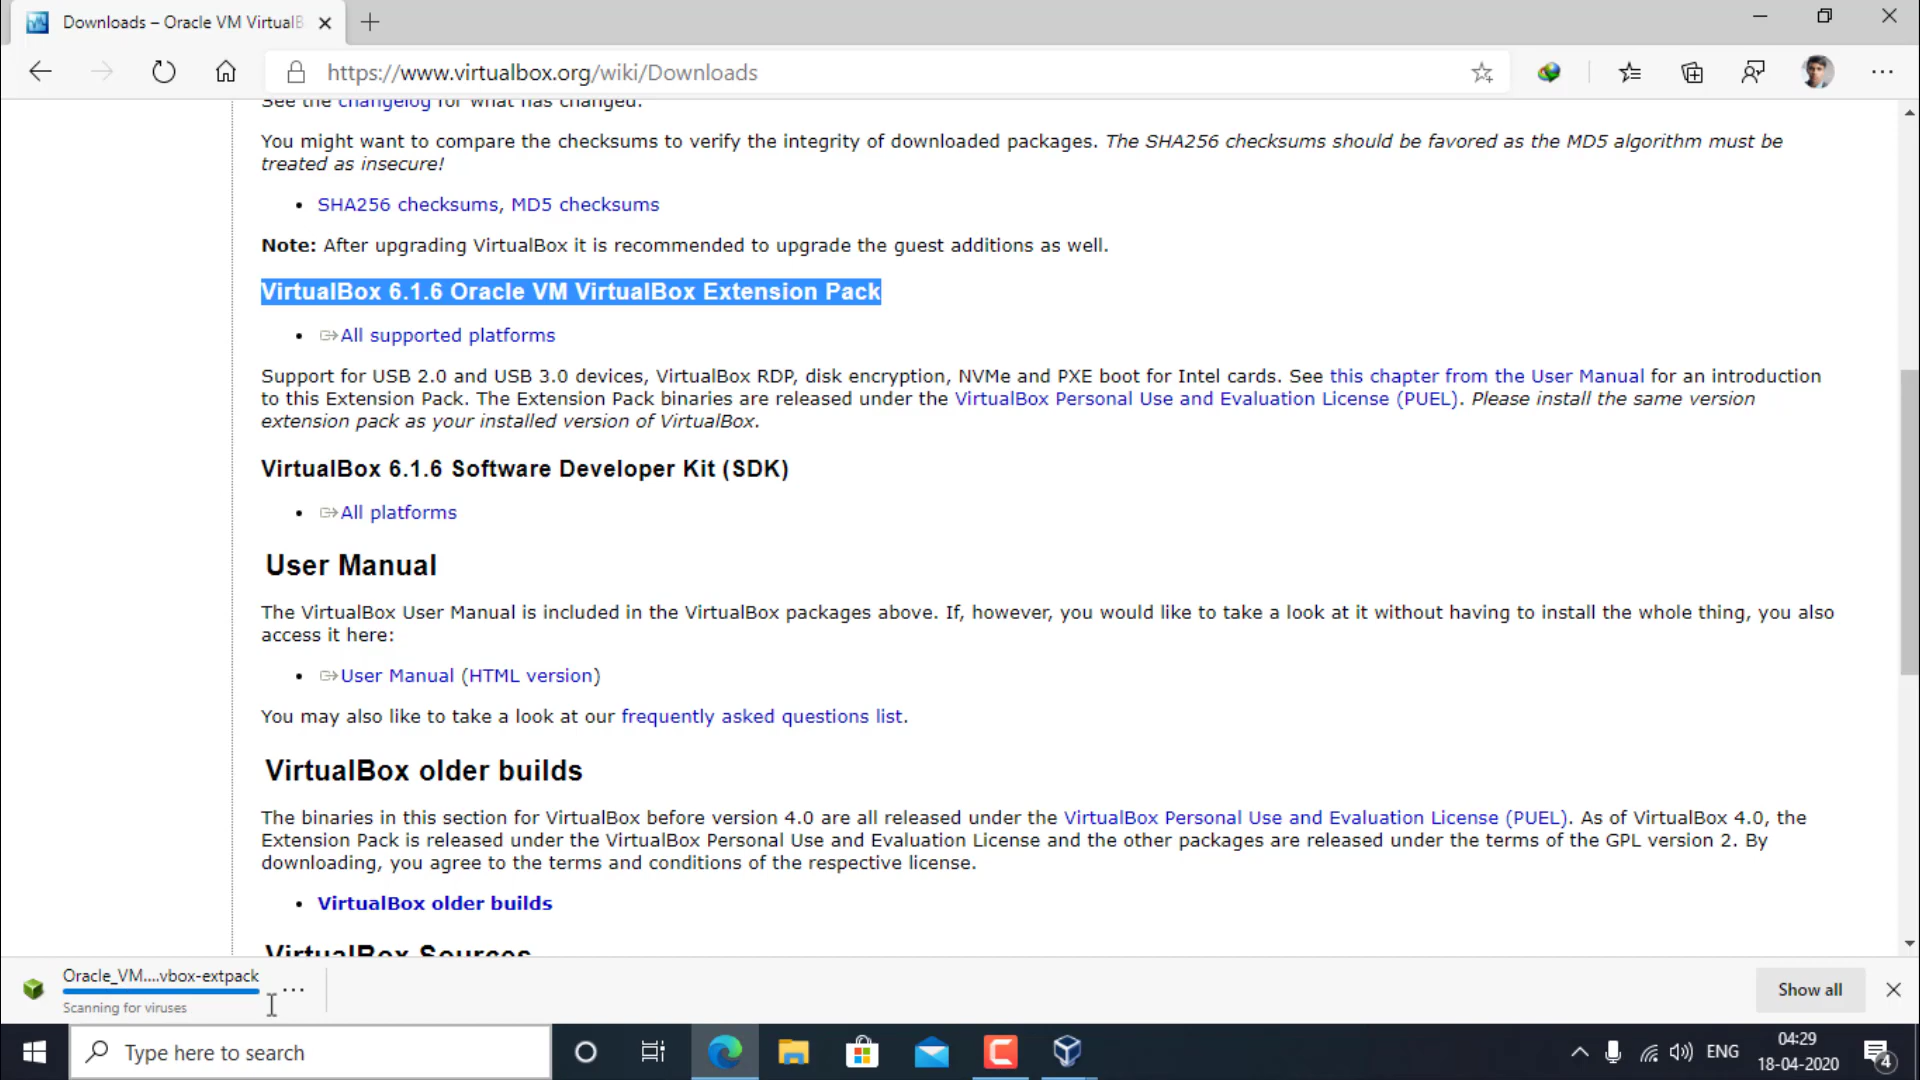 Downloads – Oracle VM VirtualB
https://www.virtualbox.org/wiki/Downloads
See the changelog for what has changed.
You might want to compare the checksums to verify the integrity of downloaded packages. The SHA256 checksums should be favored as the MD5 algorithm must be
treated as insecure!
• SHA256 checksums, MD5 checksums
Note: After upgrading VirtualBox it is recommended to upgrade the guest additions as well.
VirtualBox 6.1.6 Oracle VM VirtualBox Extension Pack
• All supported platforms
Support for USB 2.0 and USB 3.0 devices, VirtualBox RDP, disk encryption, NVMe and PXE boot for Intel cards. See this chapter from the User Manual for an introduction
to this Extension Pack. The Extension Pack binaries are released under the VirtualBox Personal Use and Evaluation License (PUEL). Please install the same version
extension pack as your installed version of VirtualBox.
VirtualBox 6.1.6 Software Developer Kit (SDK)
• All platforms
User Manual
The VirtualBox User Manual is included in the VirtualBox packages above. If, however, you would like to take a look at it without having to install the whole thing, you also
access it here:
• User Manual (HTML version)
You may also like to take a look at our frequently asked questions list.
VirtualBox older builds
The binaries in this section for VirtualBox before version 4.0 are all released under the VirtualBox Personal Use and Evaluation License (PUEL). As of VirtualBox 4.0, the
Extension Pack is released under the VirtualBox Personal Use and Evaluation License and the other packages are released under the terms of the GPL version 2. By
downloading, you agree to the terms and conditions of the respective license.
• VirtualBox older builds
VirtualBox Sources
Oracle_VM....vbox-extpack
Scanning for viruses
Show all
Type here to search
ENG
04:29
18-04-2020
4